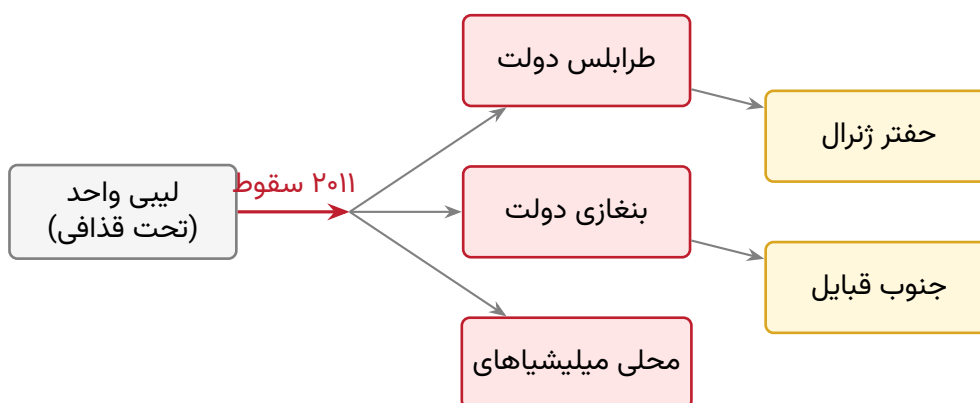 لیبی واحد
(تحت قذافی)
۲۰۱۱ سقوط
طرابلس دولت
بنغازی دولت
محلی میلیشیاهای
حفتر ژنرال
جنوب قبایل